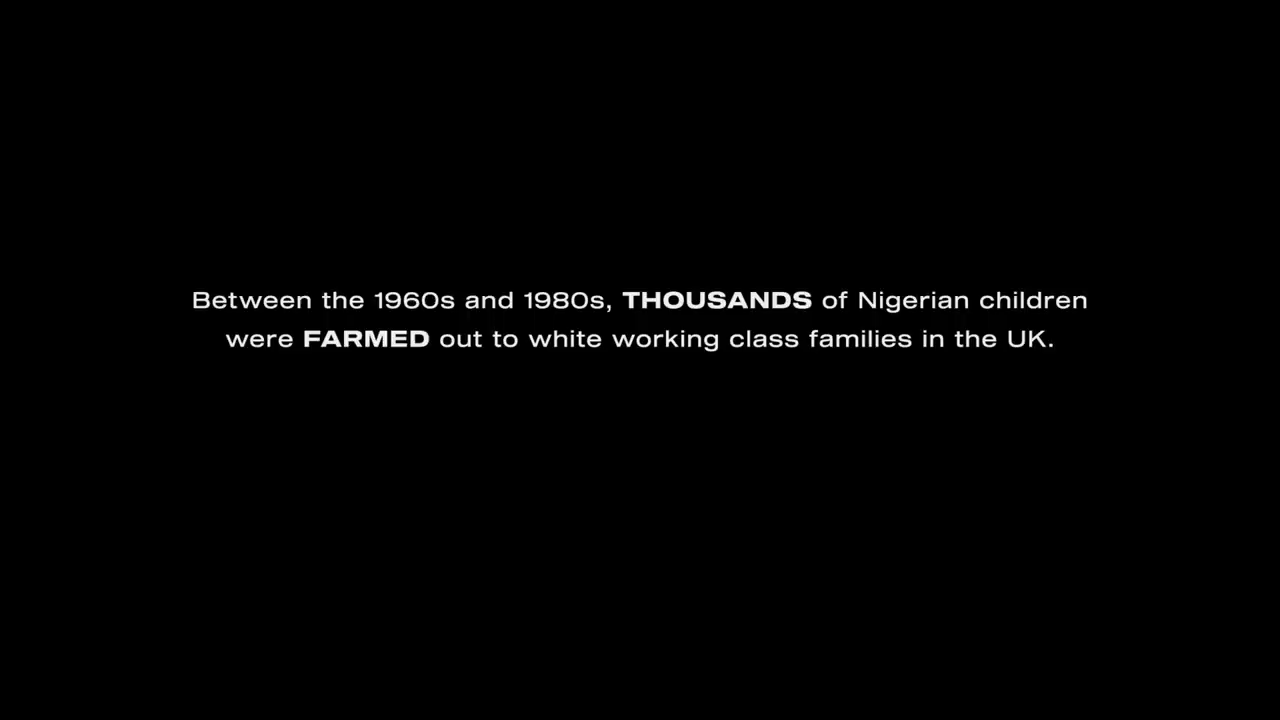 Between the 1960s and 1980s, THOUSANDS of Nigerian children
were FARMED out to white working class families in the UK.